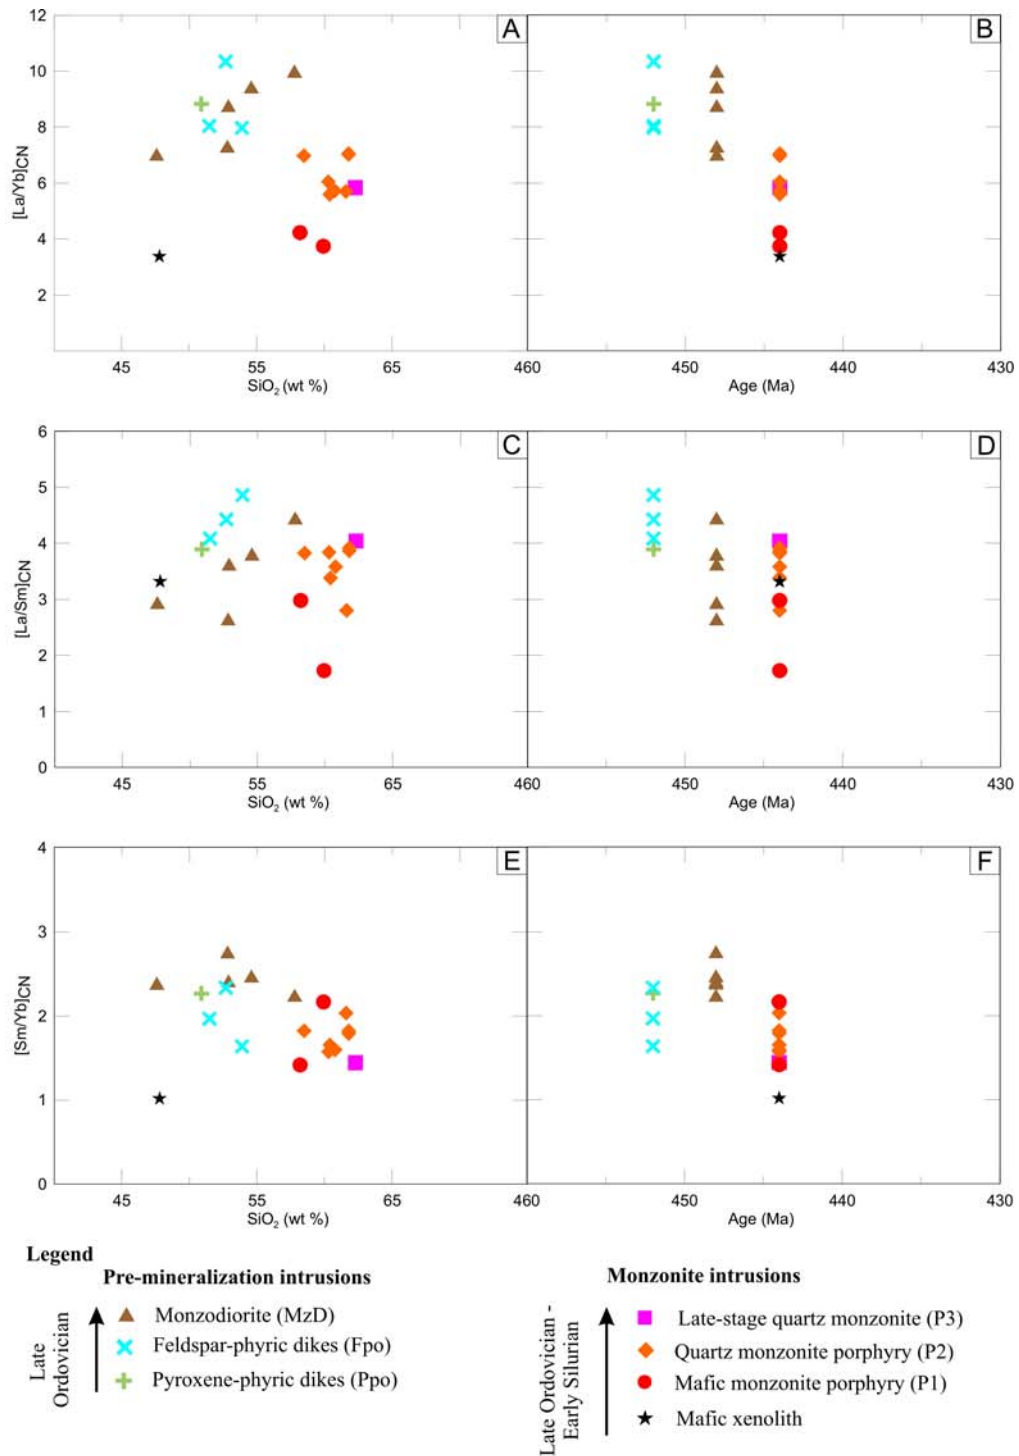 12
10
8
6
4
2
[La/Yb]CN
A
B
45
55
65
460
450
440
430
SiO2 (wt %)
Age (Ma)
6
5
4
3
2
1
0
[La/Sm]CN
C
D
45
55
65
460
450
440
430
SiO2 (wt %)
Age (Ma)
4
3
2
1
0
[Sm/Yb]CN
E
F
45
55
65
460
450
440
430
SiO2 (wt %)
Age (Ma)
Legend
Pre-mineralization intrusions
Late
Ordovician
Monzodiorite (MzD)
Feldspar-phyric dikes (Fpo)
Pyroxene-phyric dikes (Ppo)
Monzonite intrusions
Late Ordovician -
Early Silurian
Late-stage quartz monzonite (P3)
Quartz monzonite porphyry (P2)
Mafic monzonite porphyry (P1)
Mafic xenolith